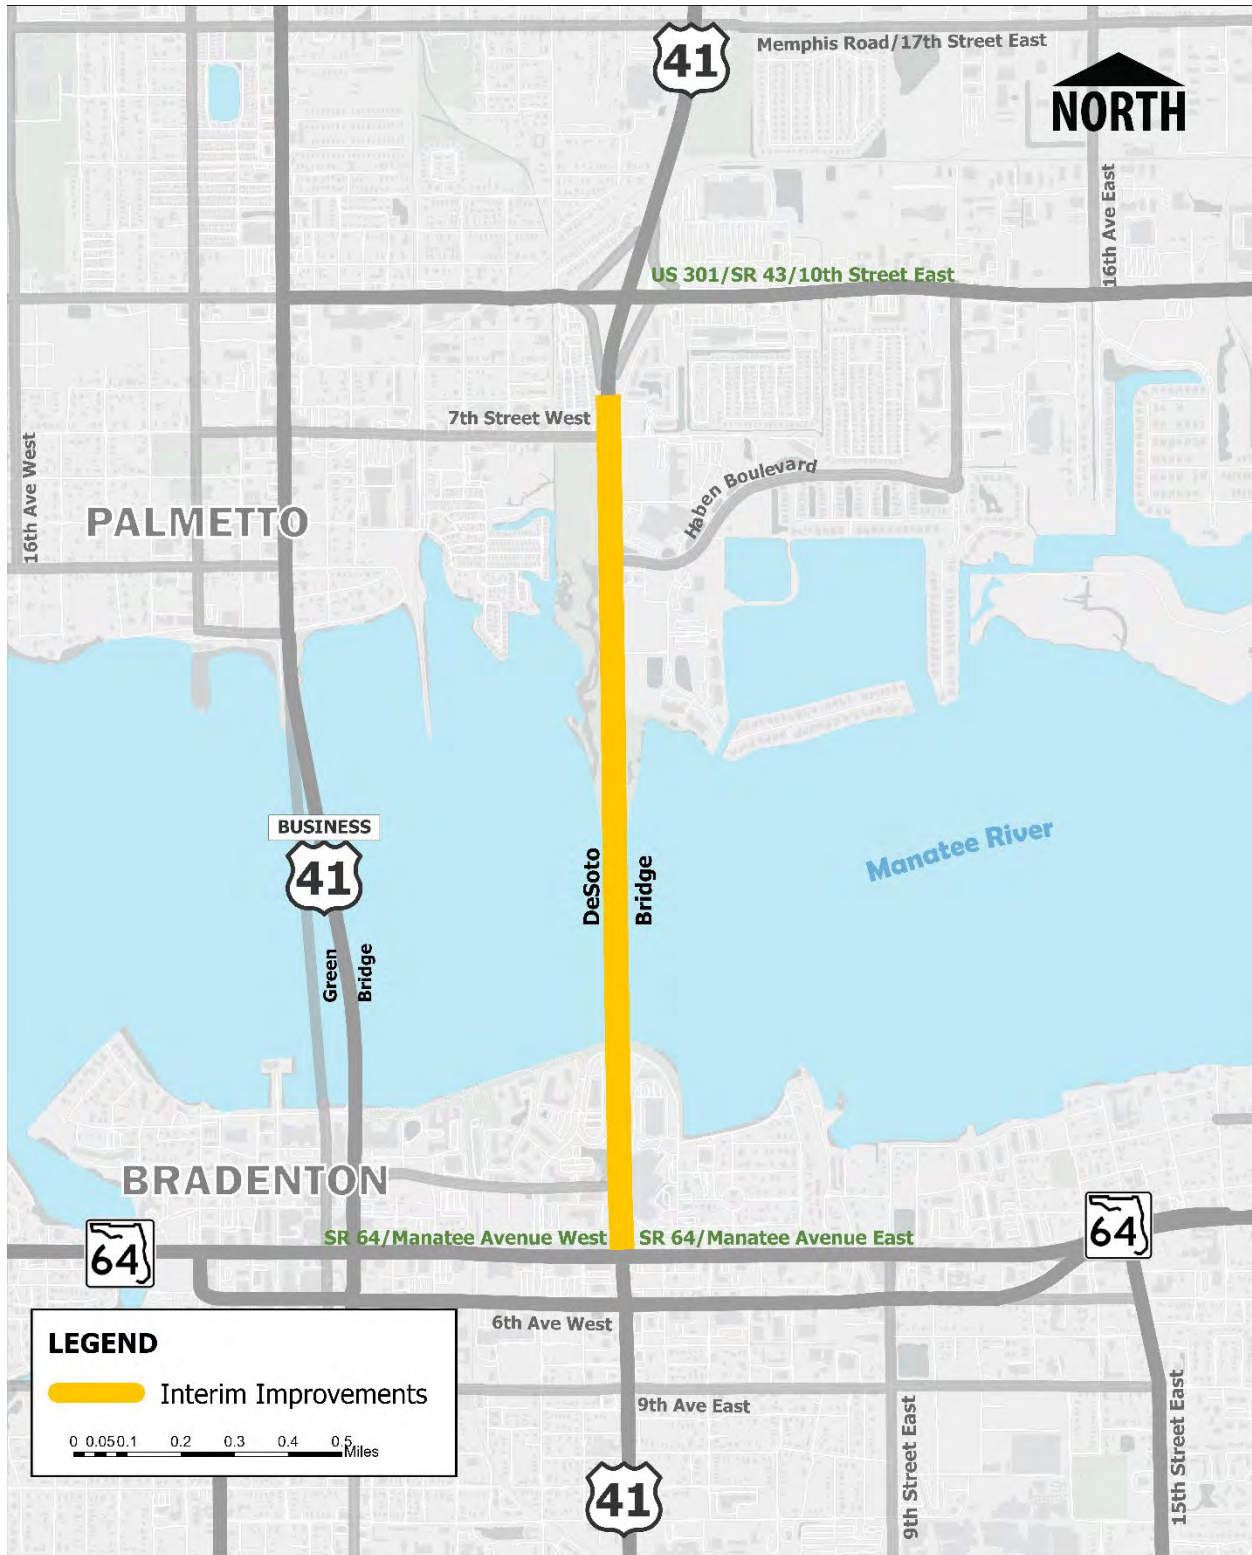 Memphis Road/17th Street East
41
NORTH
16th Ave East
US 301/SR 43/10th Street East
7th Street West
16th Ave West
Haben Boulevard
PALMETTO
BUSINESS
41
Manatee River
DeSoto
Bridge
Green
Bridge
BRADENTON
64
64
SR 64/Manatee Avenue West
SR 64/Manatee Avenue East
6th Ave West
LEGEND
Interim Improvements
0 0.05 0.1 0.2 0.3 0.4 0.5
Miles
9th Ave East
9th Street East
15th Street East
41